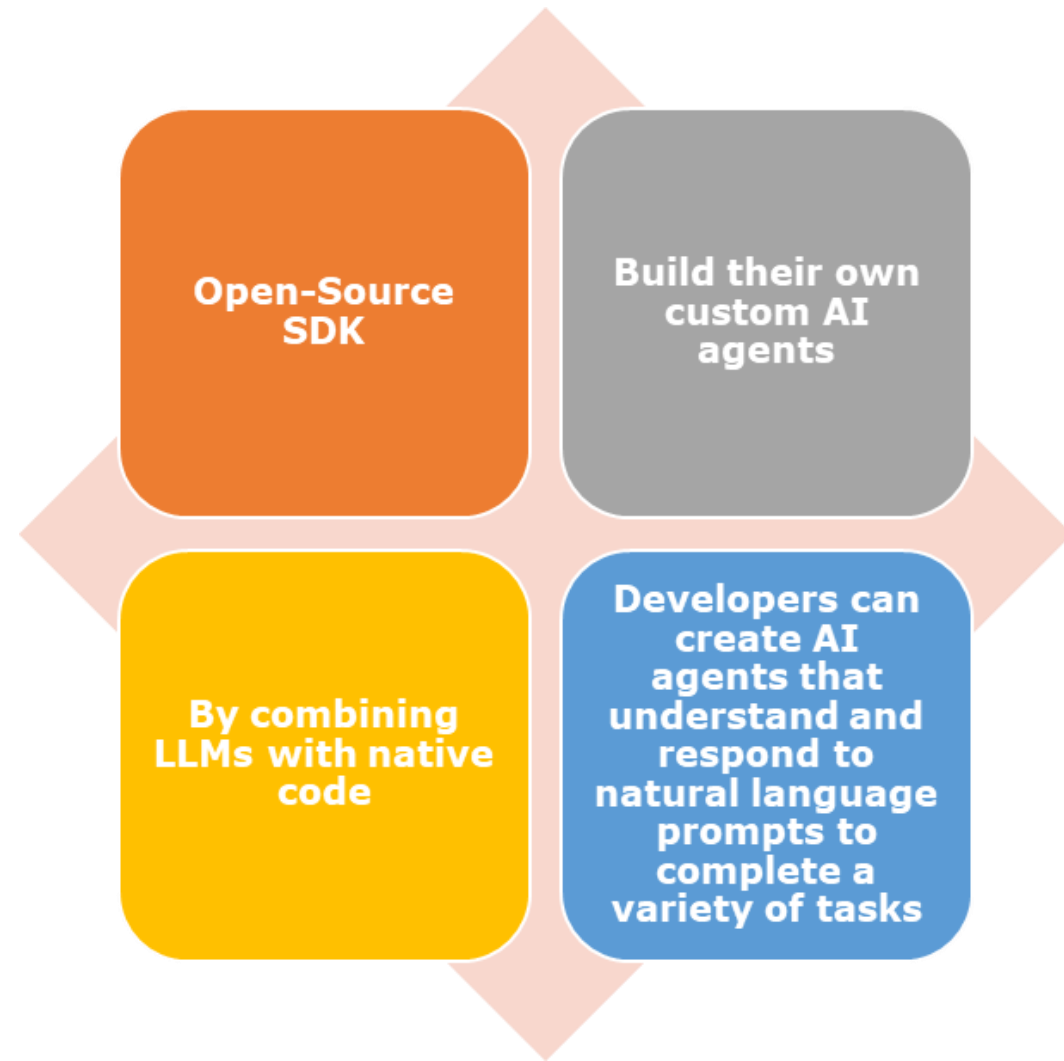 Open-Source
SDK
Build their own
custom AI
agents
By combining
LLMs with native
code
Developers can
create AI
agents that
understand and
respond to
natural language
prompts to
complete a
variety of tasks